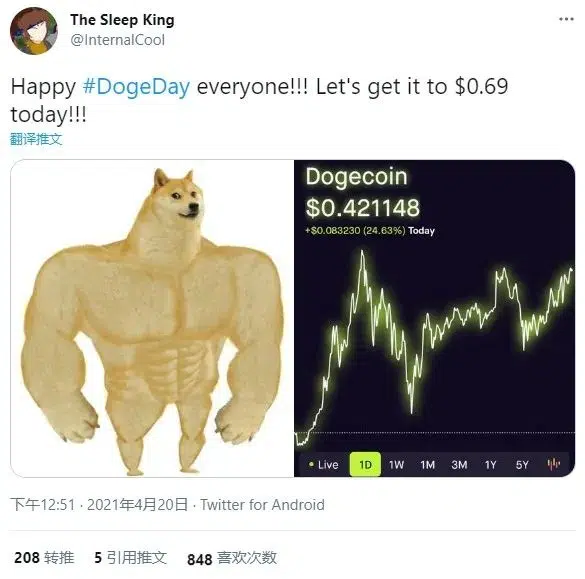 The Sleep King
@InternalCool
Happy #DogeDay everyone!!! Let's get it to $0.69
today!!!
翻译推文
Dogecoin
$0.421148
+$0.083230 (24.63%) Today
Live 1D 1W 1M 3M 1Y 5Y
下午12:51 · 2021年4月20日 · Twitter for Android
208 转推 5 引用推文 848 喜欢次数